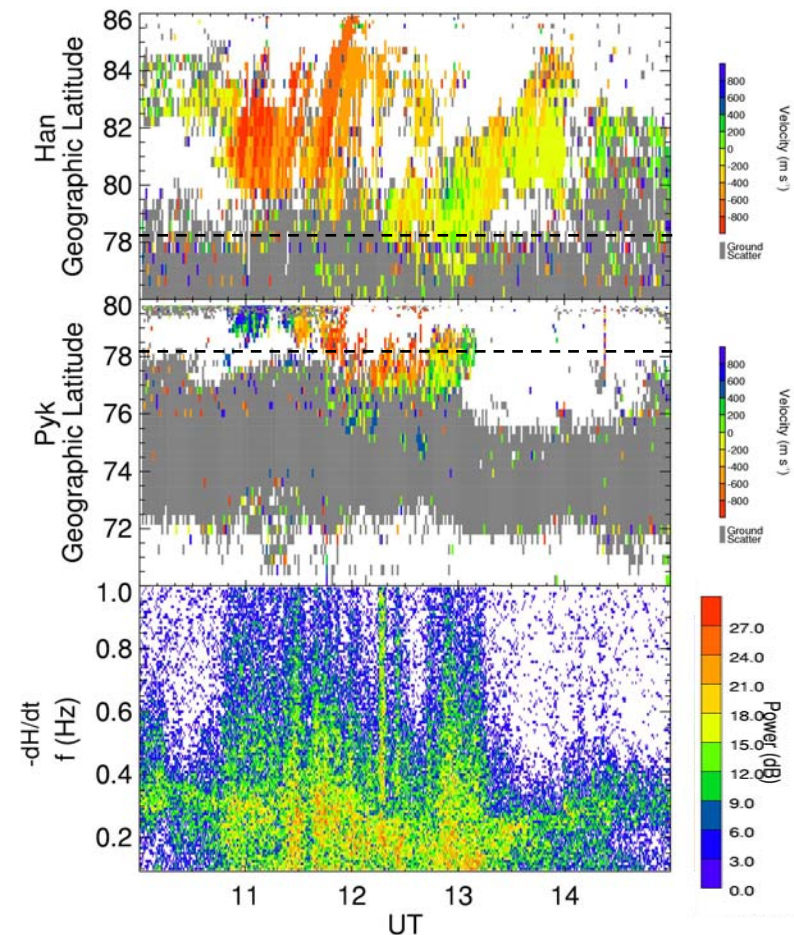 86
84
82
80
78
Han
Geographic Latitude
800
600
400
200
0
-200
-400
-600
-800
Velocity (m s⁻¹)
Ground
Scatter
80
78
76
74
72
Pyk
Geographic Latitude
800
600
400
200
0
-200
-400
-600
-800
Velocity (m s⁻¹)
Ground
Scatter
1.0
0.8
0.6
0.4
0.2
-dH/dt
f (Hz)
27.0
24.0
21.0
18.0
15.0
12.0
9.0
6.0
3.0
0.0
Power (dB)
11 12 13 14
UT